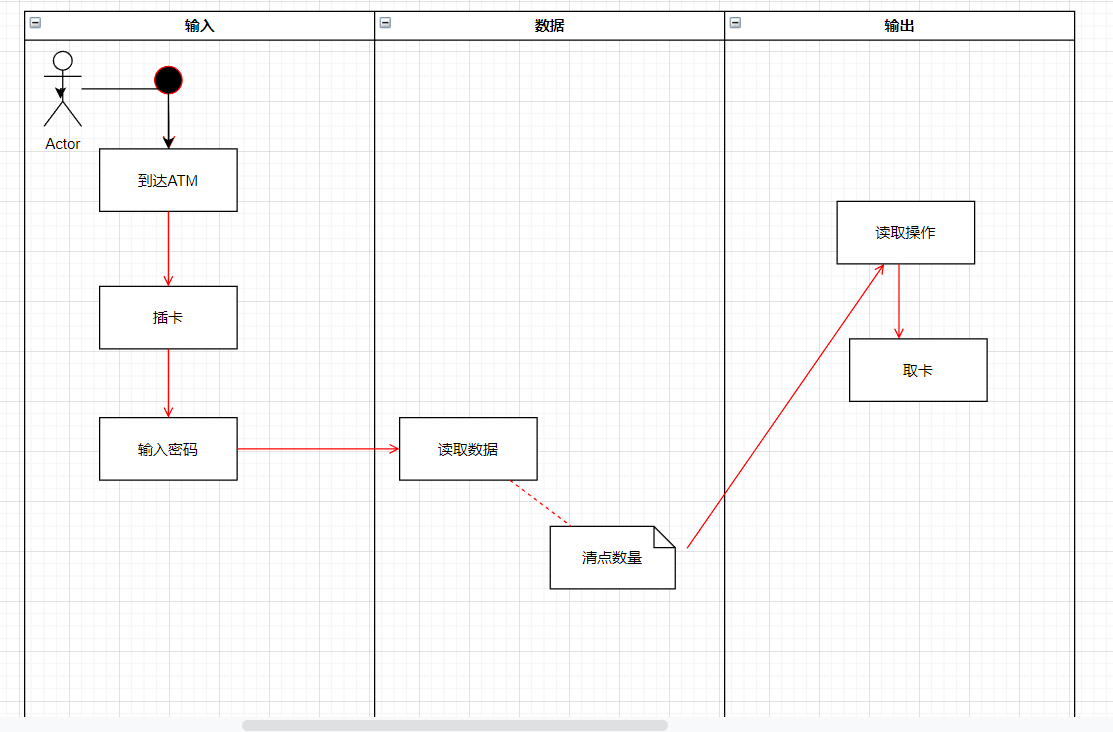 输入
数据
输出
Actor
到达ATM
插卡
输入密码
读取数据
清点数量
读取操作
取卡